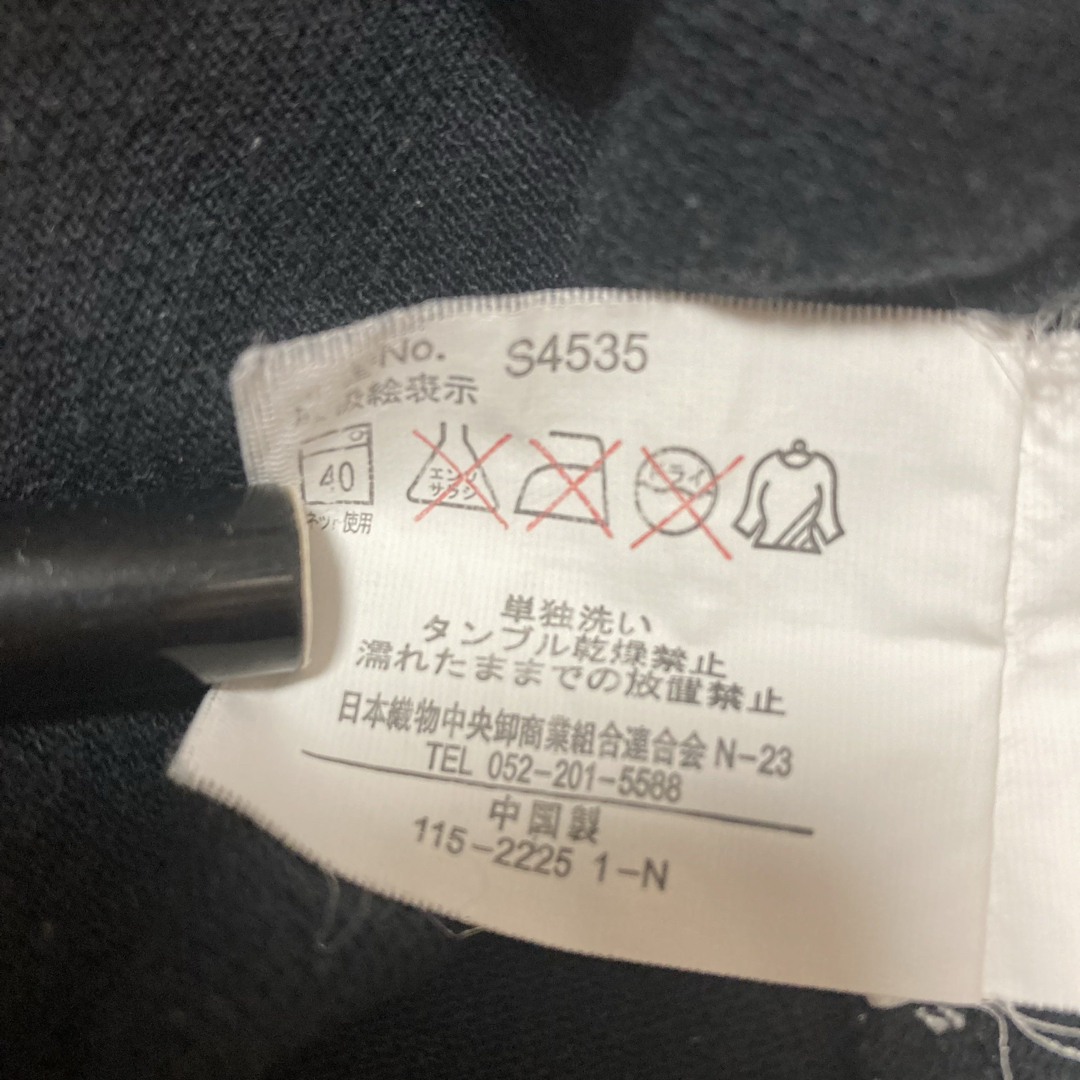 No. S4535
絵表示
40
エンソ
サラシ
ドライ
ネット使用
単独洗い
タンブル乾燥禁止
濡れたままでの放置禁止
日本織物中央卸商業組合連合会 N-23
TEL 052-201-5588
中国製
115-2225 1-N